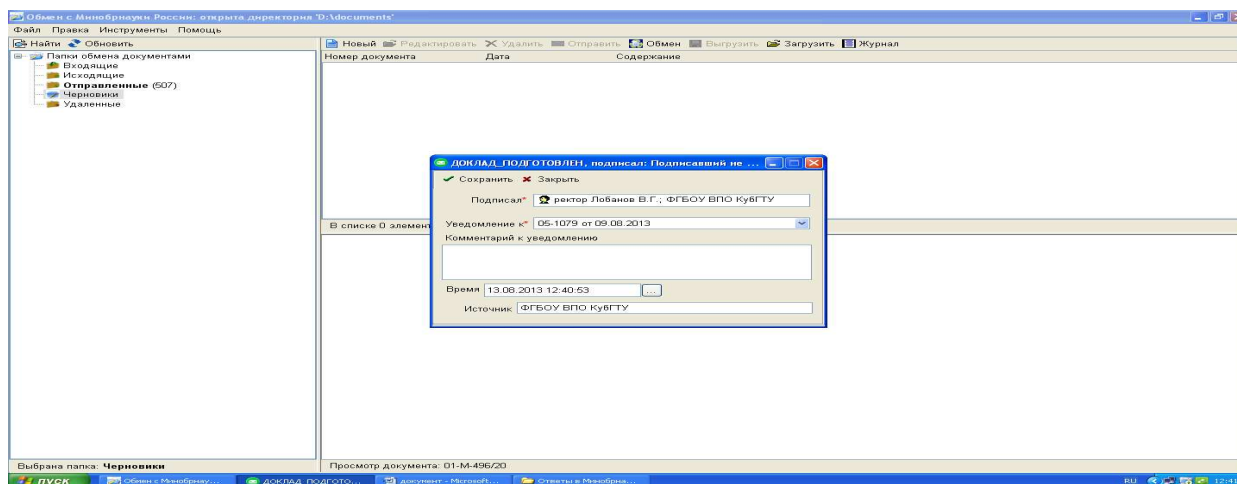 Обмен с Минобрнауки России: открыта директория 'D:\documents'
Файл Правка Инструменты Помощь
Найти Обновить
Новый Редактировать Удалить Отправить Обмен Выгрузить Загрузить Журнал
Папки обмена документами
Входящие
Исходящие
Отправленные (507)
Черновики
Удаленные
Номер документа Дата Содержание
ДОКЛАД_ПОДГОТОВЛЕН, подписал: Подписавший не ...
Сохранить Закрыть
Подписал* ректор Лобанов В.Г.; ФГБОУ ВПО КубГТУ
Уведомление к* 05-1079 от 09.08.2013
Комментарий к уведомлению
Время 13.08.2013 12:40:53 ...
Источник ФГБОУ ВПО КубГТУ
В списке 0 элемен
Выбрана папка: Черновики
Просмотр документа: 01-М-496/20
пуск Обмен с Минобрнау... ДОКЛАД_ПОДГОТО... документ - Microsoft... Ответы в Минобрна... RU 12:41